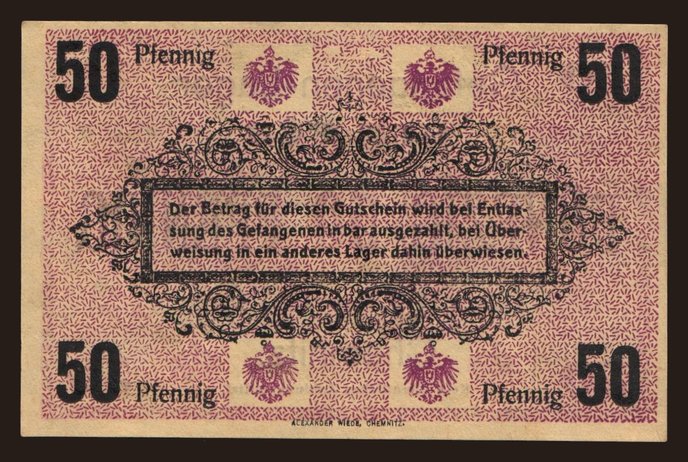 50 Pfennig Pfennig 50
Der Betrag für diesen Gutschein wird bei Entlas-
sung des Gefangenen in bar ausgezahlt, bei Über-
weisung in ein anderes Lager dahin überwiesen.
50 Pfennig Pfennig 50
ALEXANDER WIEDE, CHEMNITZ.